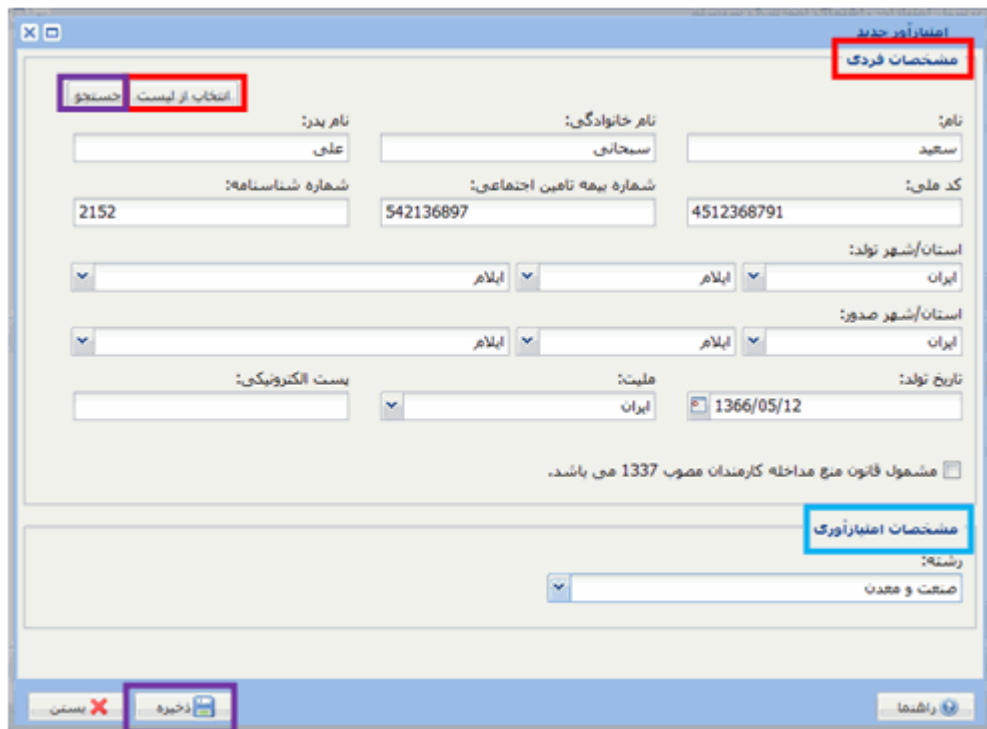 امتیازآور جدید
مشخصات فردی
انتخاب از لیست جستجو
نام: نام خانوادگی: نام پدر:
سعید سبحانی علی
کد ملی: شماره بیمه تامین اجتماعی: شماره شناسنامه:
4512368791 542136897 2152
استان/شهر تولد:
ایران ایلام ایلام
استان/شهر صدور:
ایران ایلام ایلام
تاریخ تولد: ملیت: پست الکترونیکی:
1366/05/12 ایران
مشمول قانون منع مداخله کارمندان مصوب 1337 می باشد.
مشخصات امتیازآوری
رشته:
صنعت و معدن
راهنما ذخیره بستن